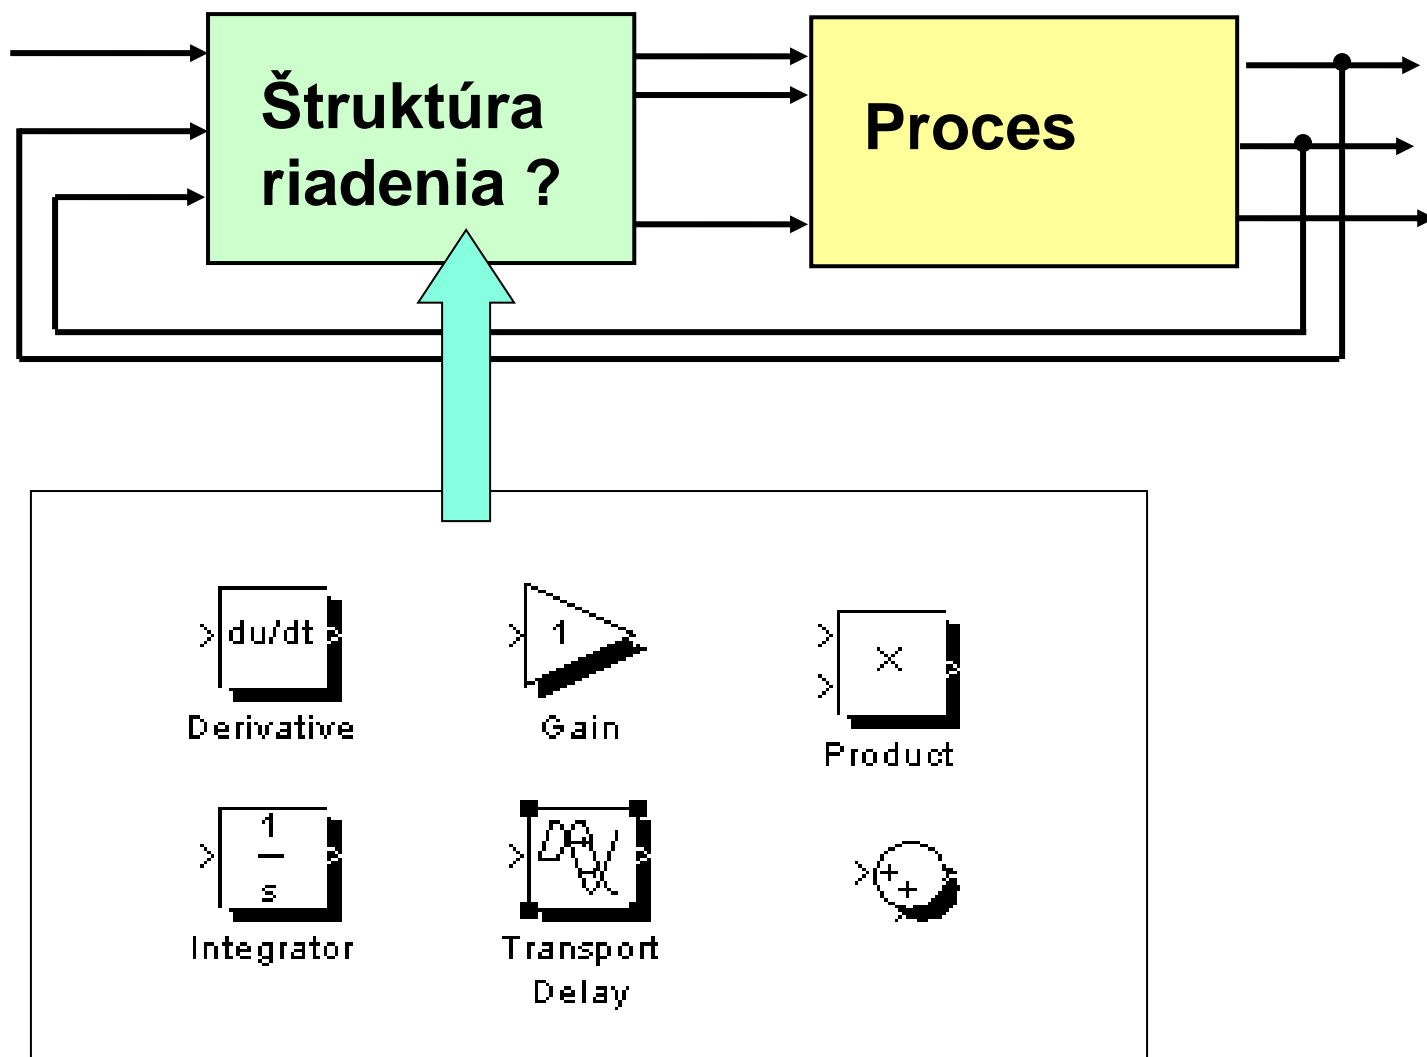 Štruktúra
riadenia ?
Proces
du/dt
Derivative
1
Gain
×
Product
1
s
Integrator
Transport
Delay
+
+